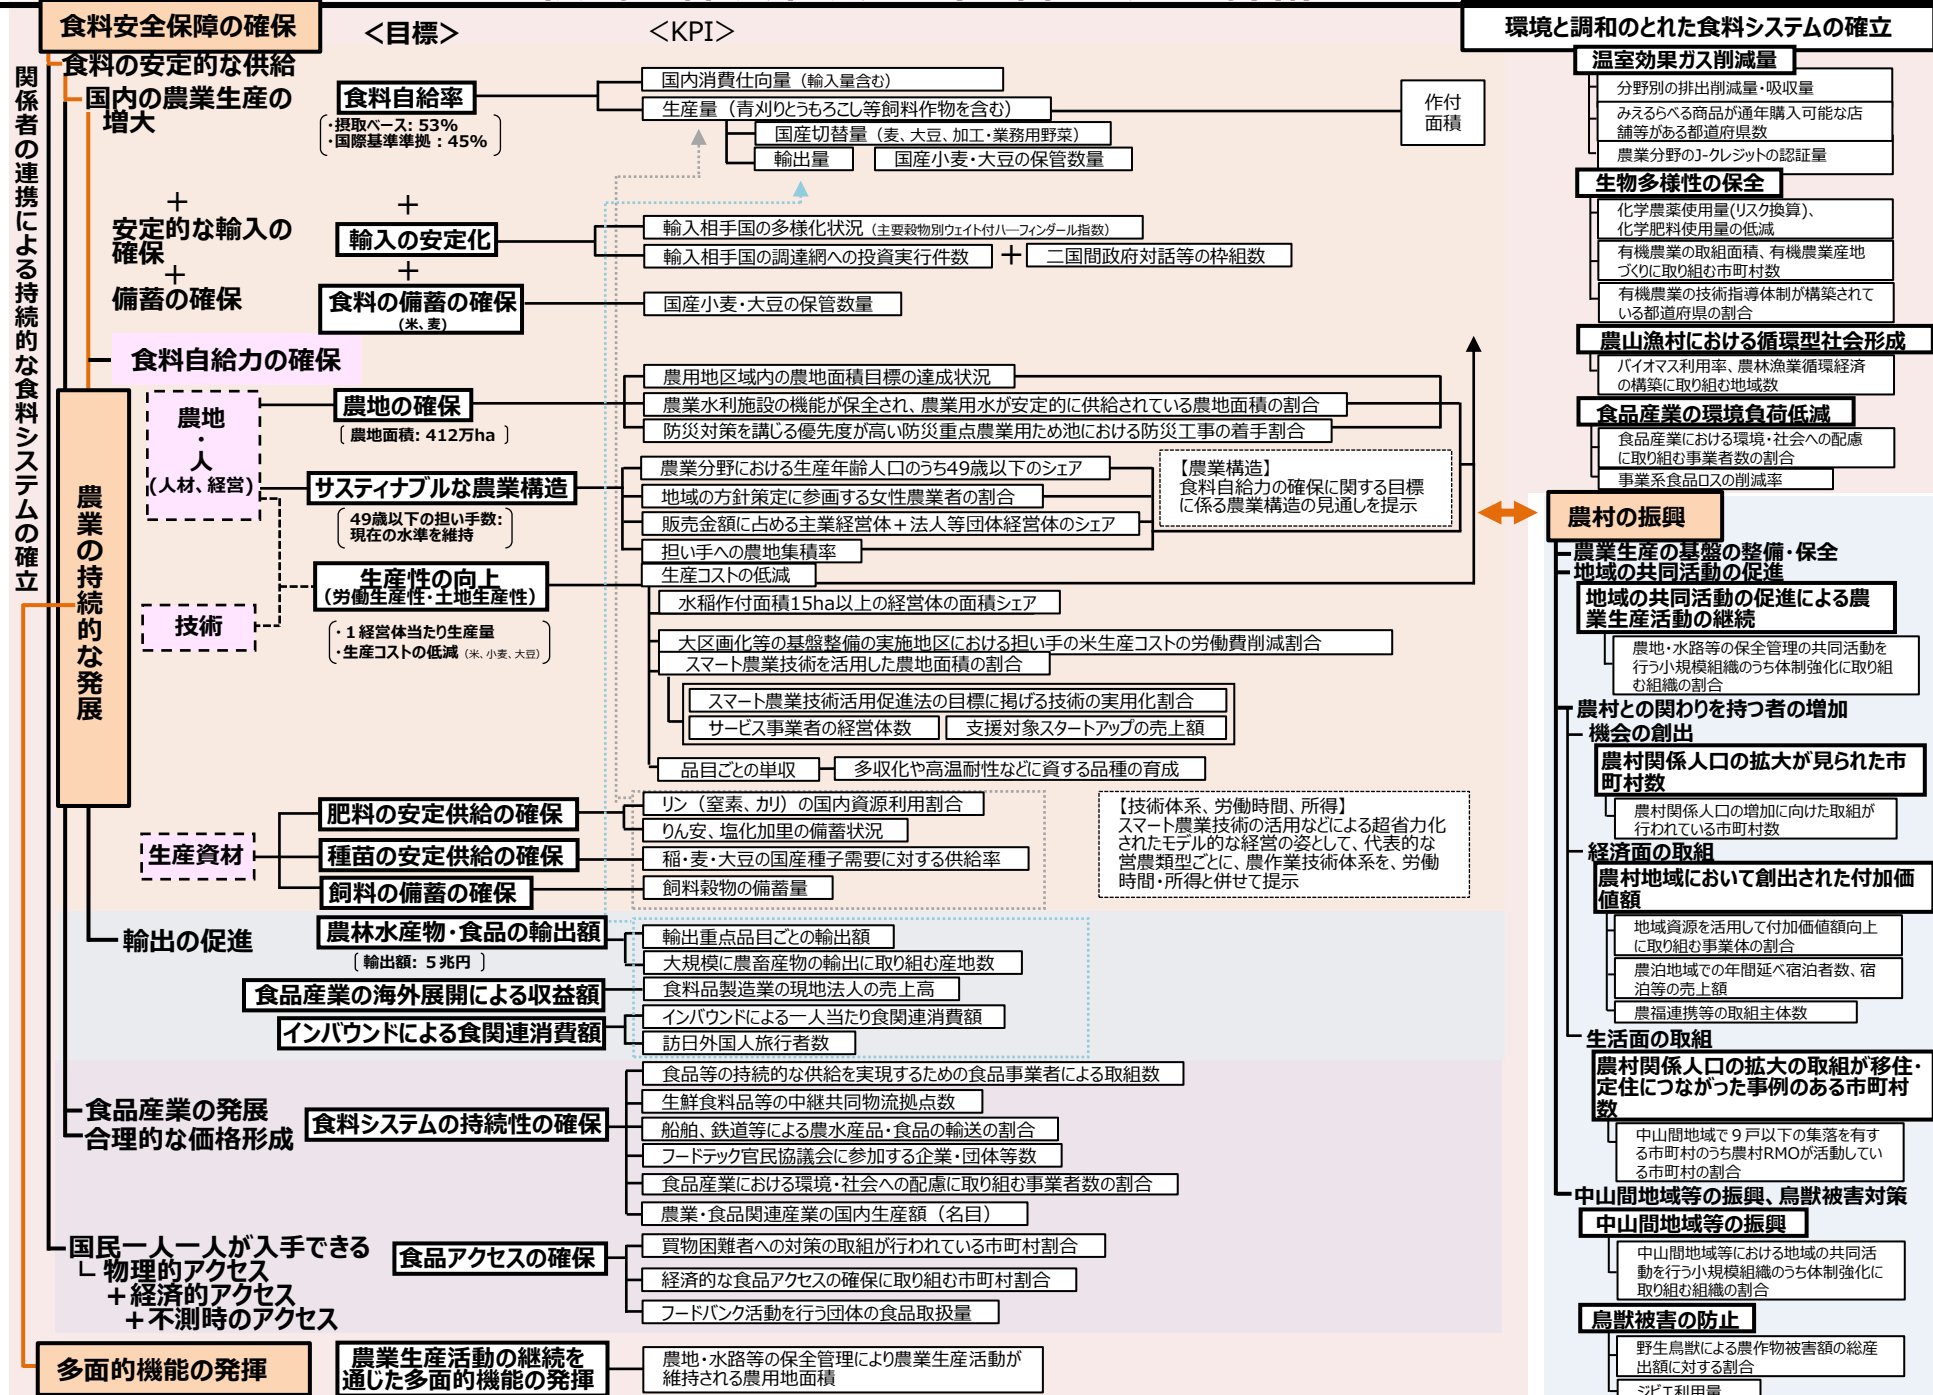 食料安全保障の確保
＜目標＞
＜KPI＞
環境と調和のとれた食料システムの確立
関係者の連携による持続的な食料システムの確立
食料の安定的な供給
国内の農業生産の
増大
食料自給率
・摂取ベース: 53%
・国際基準準拠：45%
国内消費仕向量（輸入量含む）
生産量（青刈りとうもろこし等飼料作物を含む）
国産切替量（麦、大豆、加工・業務用野菜）
輸出量
国産小麦・大豆の保管数量
作付
面積
＋
安定的な輸入の
確保
＋
備蓄の確保
＋
輸入の安定化
＋
輸入相手国の多様化状況（主要穀物別ウェイト付ハーフィンダール指数）
輸入相手国の調達網への投資実行件数
＋
二国間政府対話等の枠組数
食料の備蓄の確保
(米、麦)
国産小麦・大豆の保管数量
食料自給力の確保
農業の持続的な発展
農地
・
人
(人材、経営)
技術
農地の確保
農地面積: 412万ha
農用地区域内の農地面積目標の達成状況
農業水利施設の機能が保全され、農業用水が安定的に供給されている農地面積の割合
防災対策を講じる優先度が高い防災重点農業用ため池における防災工事の着手割合
サスティナブルな農業構造
49歳以下の担い手数:
現在の水準を維持
農業分野における生産年齢人口のうち49歳以下のシェア
地域の方針策定に参画する女性農業者の割合
販売金額に占める主業経営体＋法人等団体経営体のシェア
担い手への農地集積率
【農業構造】
食料自給力の確保に関する目標
に係る農業構造の見通しを提示
生産性の向上
(労働生産性・土地生産性)
・１経営体当たり生産量
・生産コストの低減（米、小麦、大豆）
生産コストの低減
水稲作付面積15ha以上の経営体の面積シェア
大区画化等の基盤整備の実施地区における担い手の米生産コストの労働費削減割合
スマート農業技術を活用した農地面積の割合
スマート農業技術活用促進法の目標に掲げる技術の実用化割合
サービス事業者の経営体数
支援対象スタートアップの売上額
品目ごとの単収
多収化や高温耐性などに資する品種の育成
生産資材
肥料の安定供給の確保
リン（窒素、カリ）の国内資源利用割合
りん安、塩化加里の備蓄状況
種苗の安定供給の確保
稲・麦・大豆の国産種子需要に対する供給率
飼料の備蓄の確保
飼料穀物の備蓄量
【技術体系、労働時間、所得】
スマート農業技術の活用などによる超省力化
されたモデル的な経営の姿として、代表的な
営農類型ごとに、農作業技術体系を、労働
時間・所得と併せて提示
輸出の促進
農林水産物・食品の輸出額
輸出額: ５兆円
輸出重点品目ごとの輸出額
大規模に農畜産物の輸出に取り組む産地数
食品産業の海外展開による収益額
食料品製造業の現地法人の売上高
インバウンドによる食関連消費額
インバウンドによる一人当たり食関連消費額
訪日外国人旅行者数
食品産業の発展
合理的な価格形成
食料システムの持続性の確保
食品等の持続的な供給を実現するための食品事業者による取組数
生鮮食料品等の中継共同物流拠点数
船舶、鉄道等による農水産品・食品の輸送の割合
フードテック官民協議会に参加する企業・団体等数
食品産業における環境・社会への配慮に取り組む事業者数の割合
農業・食品関連産業の国内生産額（名目）
国民一人一人が入手できる
物理的アクセス
＋経済的アクセス
＋不測時のアクセス
食品アクセスの確保
買物困難者への対策の取組が行われている市町村割合
経済的な食品アクセスの確保に取り組む市町村割合
フードバンク活動を行う団体の食品取扱量
多面的機能の発揮
農業生産活動の継続を
通じた多面的機能の発揮
農地・水路等の保全管理により農業生産活動が
維持される農用地面積
温室効果ガス削減量
分野別の排出削減量・吸収量
みえるらべる商品が通年購入可能な店
舗等がある都道府県数
農業分野のJ-クレジットの認証量
生物多様性の保全
化学農薬使用量(リスク換算)、
化学肥料使用量の低減
有機農業の取組面積、有機農業産地
づくりに取り組む市町村数
有機農業の技術指導体制が構築されて
いる都道府県の割合
農山漁村における循環型社会形成
バイオマス利用率、農林漁業循環経済
の構築に取り組む地域数
食品産業の環境負荷低減
食品産業における環境・社会への配慮
に取り組む事業者数の割合
事業系食品ロスの削減率
農村の振興
農業生産の基盤の整備・保全
地域の共同活動の促進
地域の共同活動の促進による農
業生産活動の継続
農地・水路等の保全管理の共同活動を
行う小規模組織のうち体制強化に取り組
む組織の割合
農村との関わりを持つ者の増加
機会の創出
農村関係人口の拡大が見られた市
町村数
農村関係人口の増加に向けた取組が
行われている市町村数
経済面の取組
農村地域において創出された付加価
値額
地域資源を活用して付加価値額向上
に取り組む事業体の割合
農泊地域での年間延べ宿泊者数、宿
泊等の売上額
農福連携等の取組主体数
生活面の取組
農村関係人口の拡大の取組が移住・
定住につながった事例のある市町村
数
中山間地域で９戸以下の集落を有す
る市町村のうち農村RMOが活動してい
る市町村の割合
中山間地域等の振興、鳥獣被害対策
中山間地域等の振興
中山間地域等における地域の共同活
動を行う小規模組織のうち体制強化に
取り組む組織の割合
鳥獣被害の防止
野生鳥獣による農作物被害額の総産
出額に対する割合
ジビエ利用量